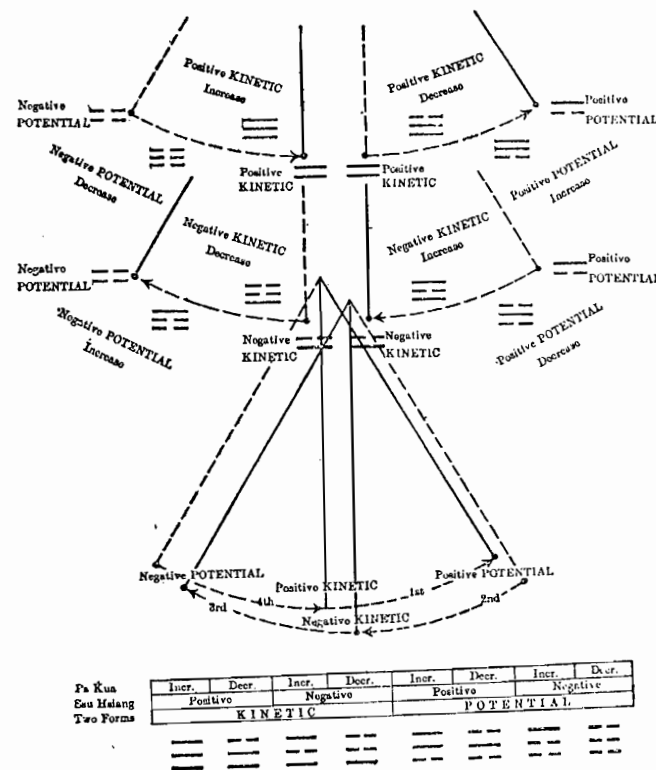 Positive KINETIC
Increase
Positive KINETIC
Decrease
Negative
POTENTIAL
Positive
POTENTIAL
Positive
KINETIC
Positive
KINETIC
Negative POTENTIAL
Decrease
Positive POTENTIAL
Increase
Negative KINETIC
Decrease
Negative KINETIC
Increase
Negative
POTENTIAL
Positive
POTENTIAL
Negative POTENTIAL
Increase
Negative
KINETIC
Negative
KINETIC
Positive POTENTIAL
Decrease
Negative POTENTIAL
Positive POTENTIAL
Positive KINETIC
4th
1st
3rd
Negative KINETIC
2nd
Pa Kua Incr. Decr. Incr. Decr. Incr. Decr. Incr. Decr.
Ssu Hsiang Positive Negative Positive Negative
Two Forms KINETIC POTENTIAL